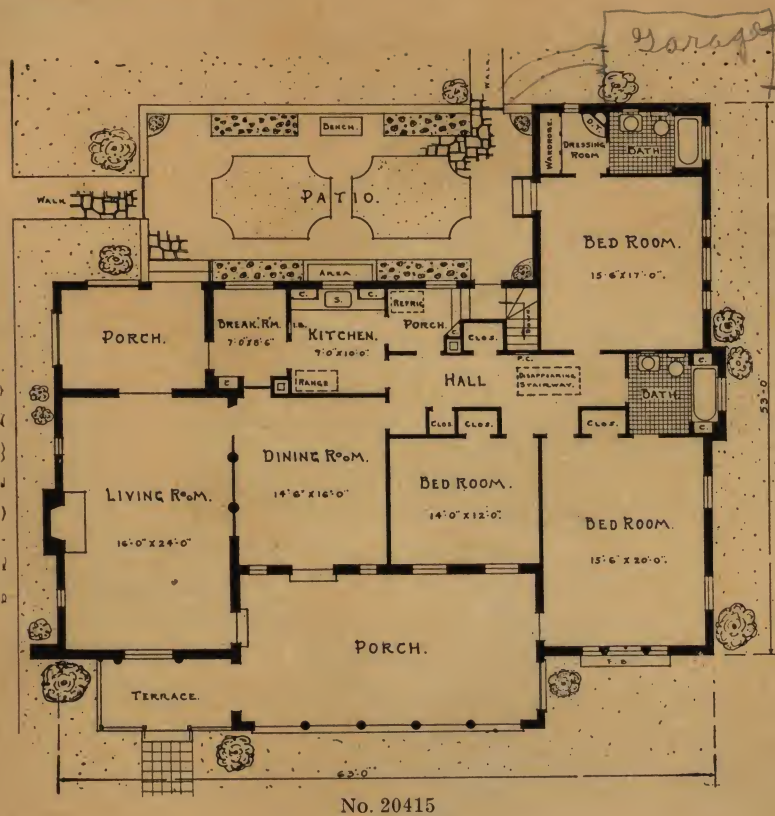 Garage
WALK
WALK
BENCH.
PATIO.
AREA.
WARDROBE.
D.T.
DRESSING
ROOM
BATH
BED ROOM.
15'-6"X17'-0"
PORCH.
BREAK. R'M.
7'-0"X8'-6"
C.
S.
C.
I.B.
KITCHEN.
9'-0"X10'-0"
RANGE
C
REFRIG
PORCH.
C
CLOS.
DOWN
HALL
P.C.
DISAPPEARING
STAIRWAY.
BATH.
C.
C.
CLOS
CLOS.
CLOS.
LIVING ROOM.
16'-0"X24'-0"
DINING ROOM.
14'-6"X16'-0"
BED ROOM.
14'-0"X12'-0"
BED ROOM.
15'-6"X20'-0"
PORCH.
F.B
TERRACE.
53'-0"
63'-0"
No. 20415